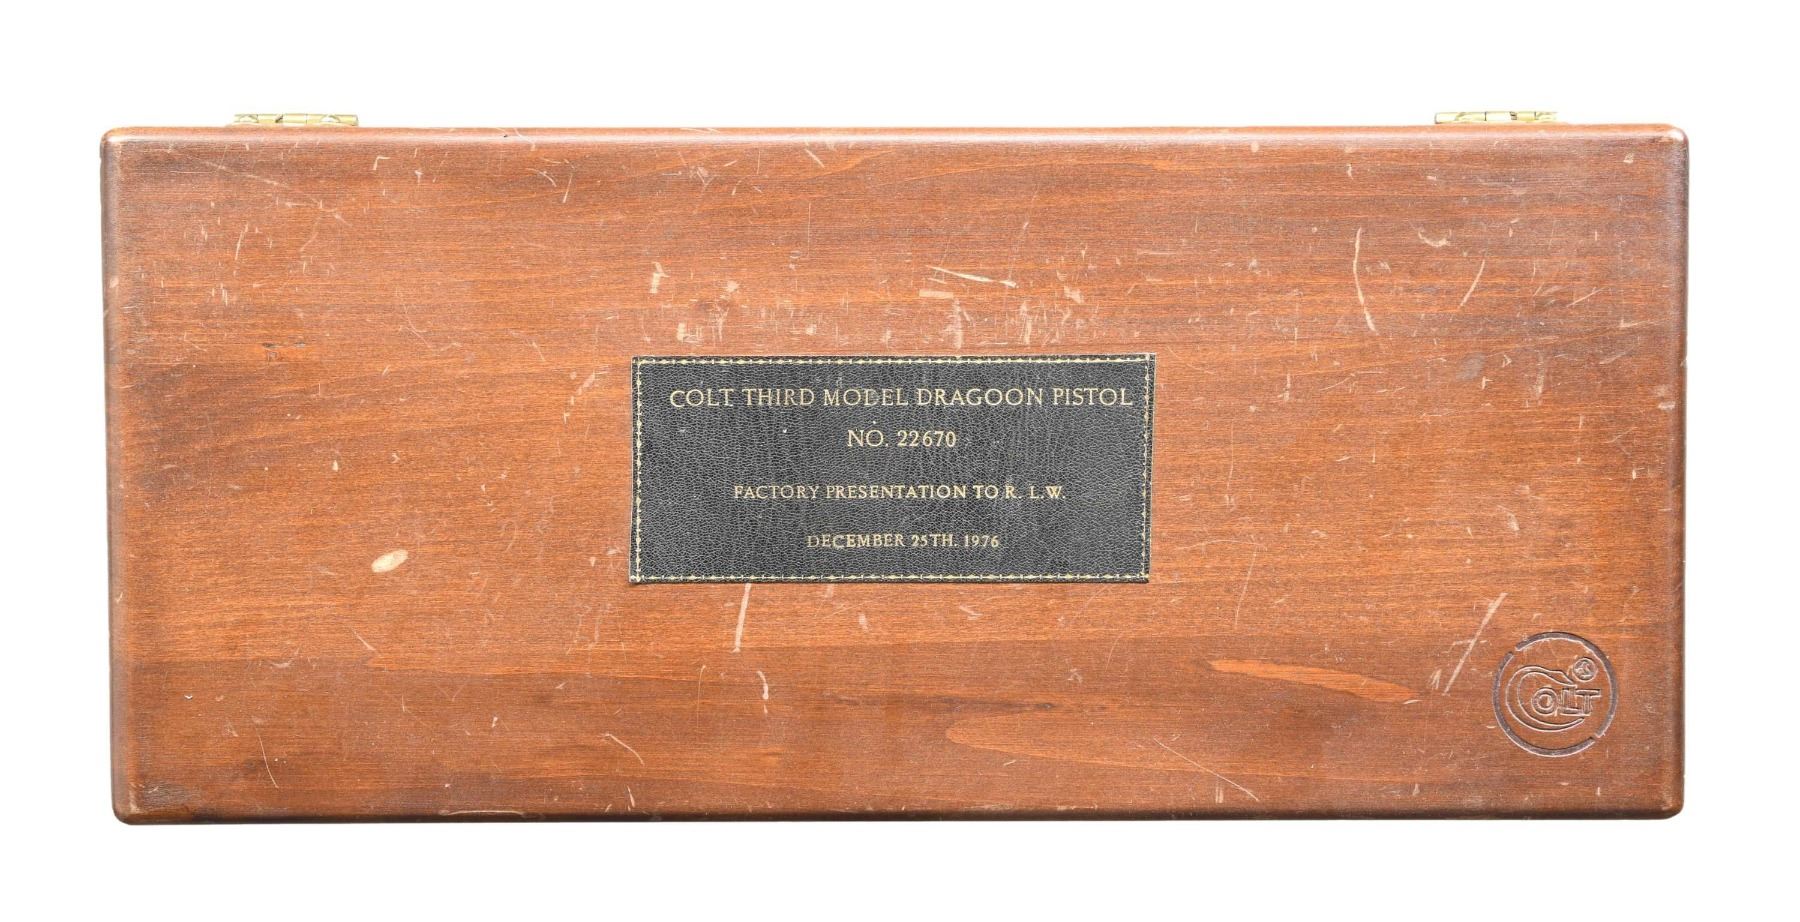 COLT THIRD MODEL DRAGOON PISTOL
NO. 22670
FACTORY PRESENTATION TO R. L.W.
DECEMBER 25TH. 1976
COLT